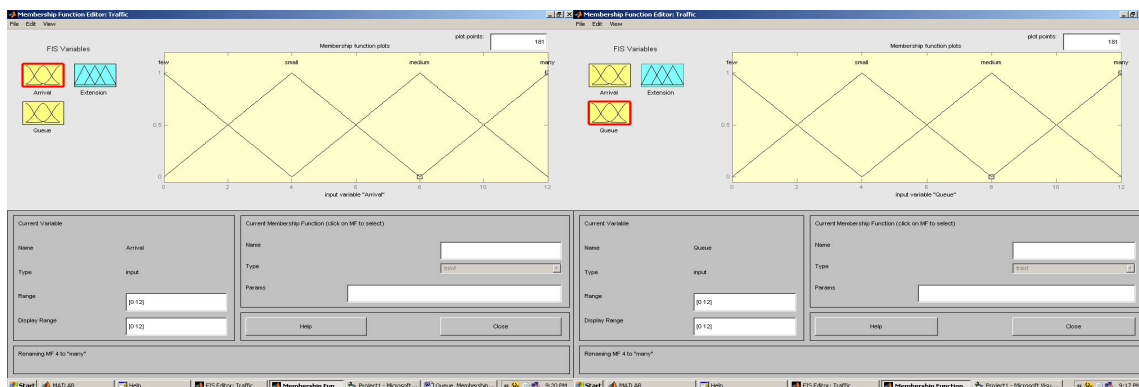 Membership Function Editor: Traffic
File Edit View
FIS Variables
Arrival
Extension
Queue
plot points:
181
Membership function plots
few small medium many
1
0.5
0
0 2 4 6 8 10 12
input variable "Arrival"
Current Variable
Name Arrival
Type input
Range [0 12]
Display Range [0 12]
Current Membership Function (click on MF to select)
Name
Type trimf
Params
Help Close
Renaming MF 4 to "many"
Start MATLAB Help FIS Editor: Traffic Membership Fun... Project1 - Microsoft... Queue_Membership... 9:20 PM
Membership Function Editor: Traffic
File Edit View
FIS Variables
Arrival
Extension
Queue
plot points:
181
Membership function plots
few small medium many
1
0.5
0
0 2 4 6 8 10 12
input variable "Queue"
Current Variable
Name Queue
Type input
Range [0 12]
Display Range [0 12]
Current Membership Function (click on MF to select)
Name
Type trimf
Params
Help Close
Renaming MF 4 to "many"
Start MATLAB Help FIS Editor: Traffic Membership Function ... Project1 - Microsoft Visu... 9:17 PM